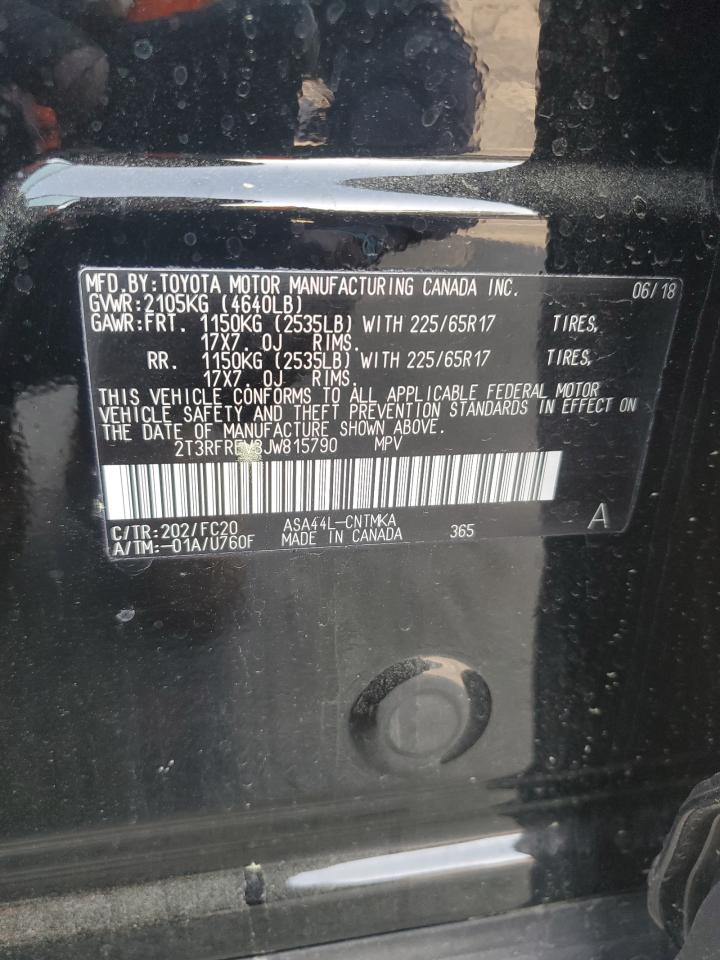 MFD.BY:TOYOTA MOTOR MANUFACTURING CANADA INC. 06/18
GVWR:2105KG (4640LB)
GAWR:FRT. 1150KG (2535LB) WITH 225/65R17 TIRES,
17X7.0J RIMS.
RR. 1150KG (2535LB) WITH 225/65R17 TIRES,
17X7.0J RIMS.
THIS VEHICLE CONFORMS TO ALL APPLICABLE FEDERAL MOTOR
VEHICLE SAFETY AND THEFT PREVENTION STANDARDS IN EFFECT ON
THE DATE OF MANUFACTURE SHOWN ABOVE.
2T3RFREV3JW815790 MPV
C/TR:202/FC20 ASA44L-CNTMKA A
A/TM:-01A/U760F MADE IN CANADA 365